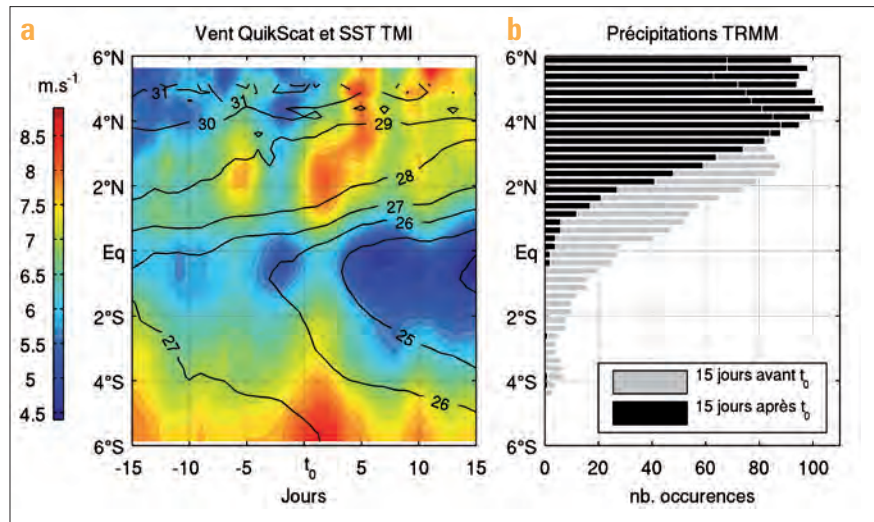 a
Vent QuikScat et SST TMI
b
Précipitations TRMM
m.s⁻¹
8.5
8
7.5
7
6.5
6
5.5
5
4.5
6°N
4°N
2°N
Eq
2°S
4°S
6°S
31
31
30
29
28
27
26
25
27
26
-15
-10
-5
t₀
5
10
15
Jours
6°N
4°N
2°N
Eq
2°S
4°S
6°S
15 jours avant t₀
15 jours après t₀
0
20
40
60
80
100
nb. occurences